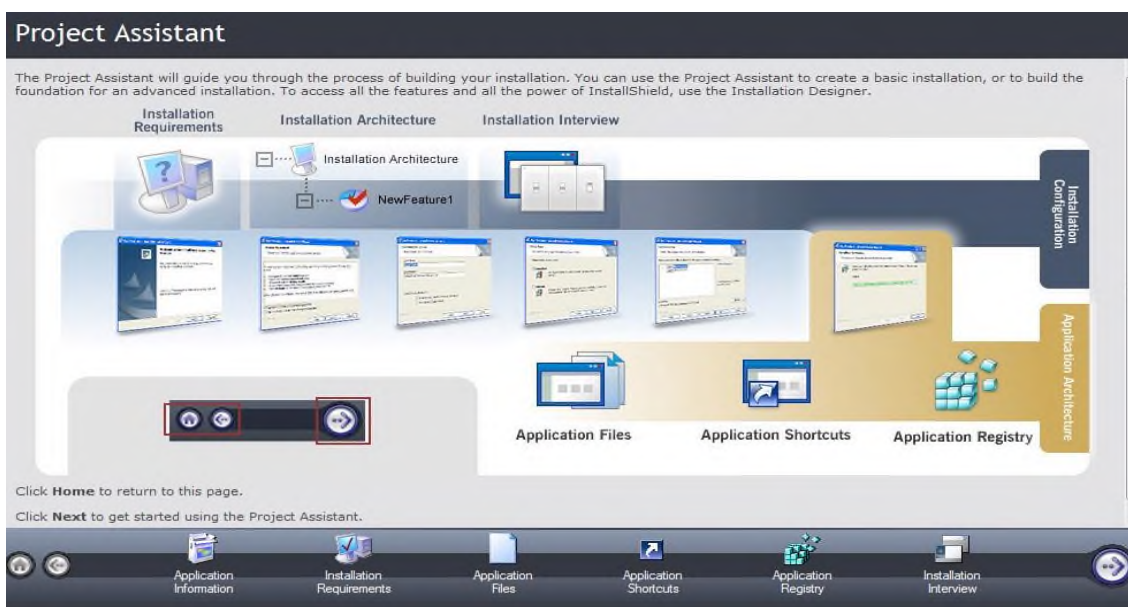 Project Assistant
The Project Assistant will guide you through the process of building your installation. You can use the Project Assistant to create a basic installation, or to build the
foundation for an advanced installation. To access all the features and all the power of InstallShield, use the Installation Designer.
Installation
Requirements
Installation Architecture
Installation Interview
Installation Architecture
NewFeature1
Installation
Configuration
Application Architecture
Application Files
Application Shortcuts
Application Registry
Click Home to return to this page.
Click Next to get started using the Project Assistant.
Application
Information
Installation
Requirements
Application
Files
Application
Shortcuts
Application
Registry
Installation
Interview